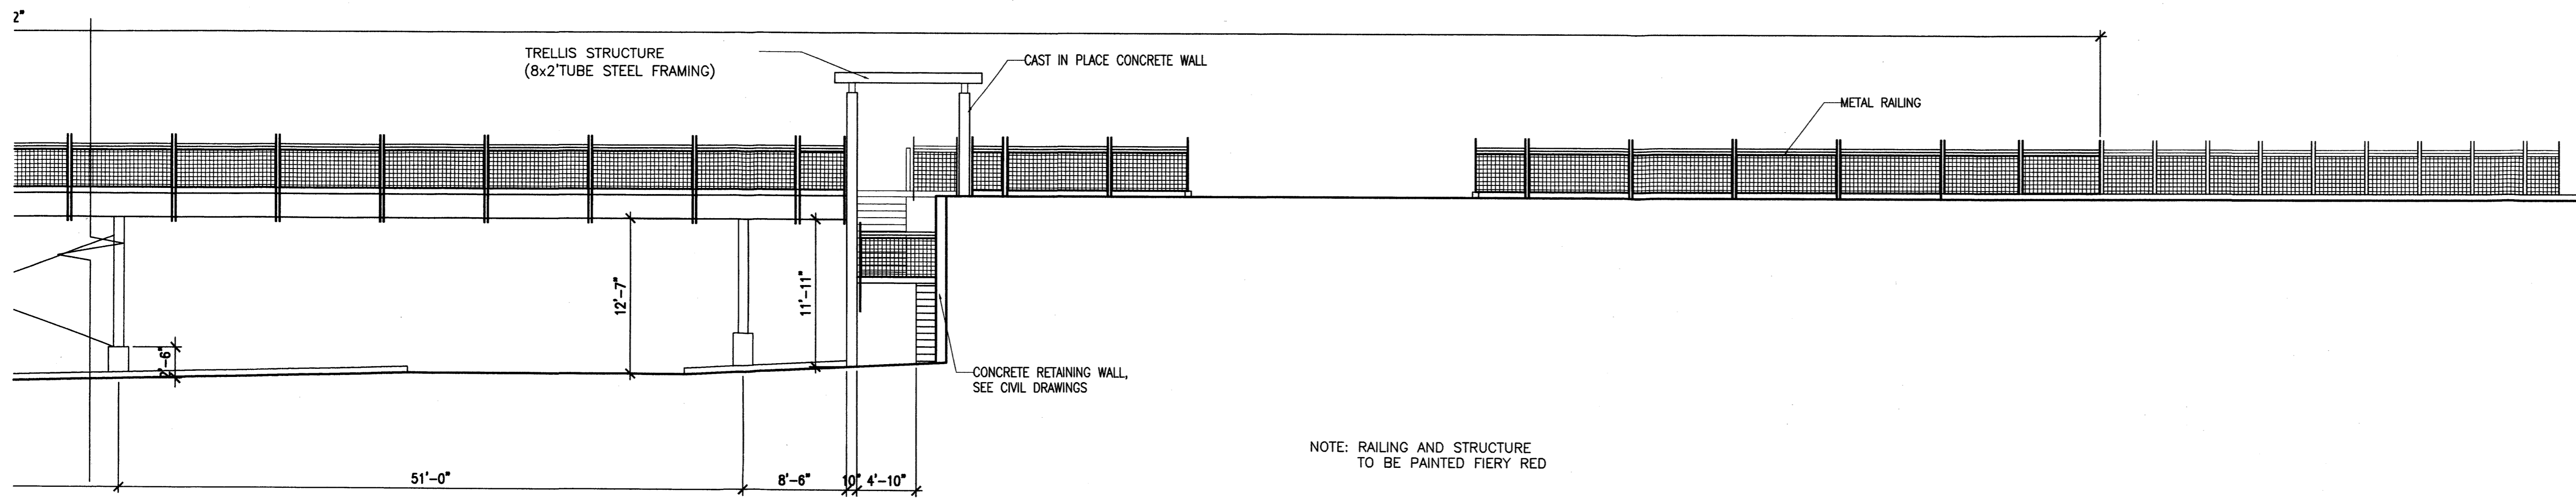 2"
TRELLIS STRUCTURE
(8x2'TUBE STEEL FRAMING)
CAST IN PLACE CONCRETE WALL
METAL RAILING
12'-7"
11'-11"
2'-6"
CONCRETE RETAINING WALL,
SEE CIVIL DRAWINGS
NOTE: RAILING AND STRUCTURE
TO BE PAINTED FIERY RED
51'-0"
8'-6"
10"
4'-10"